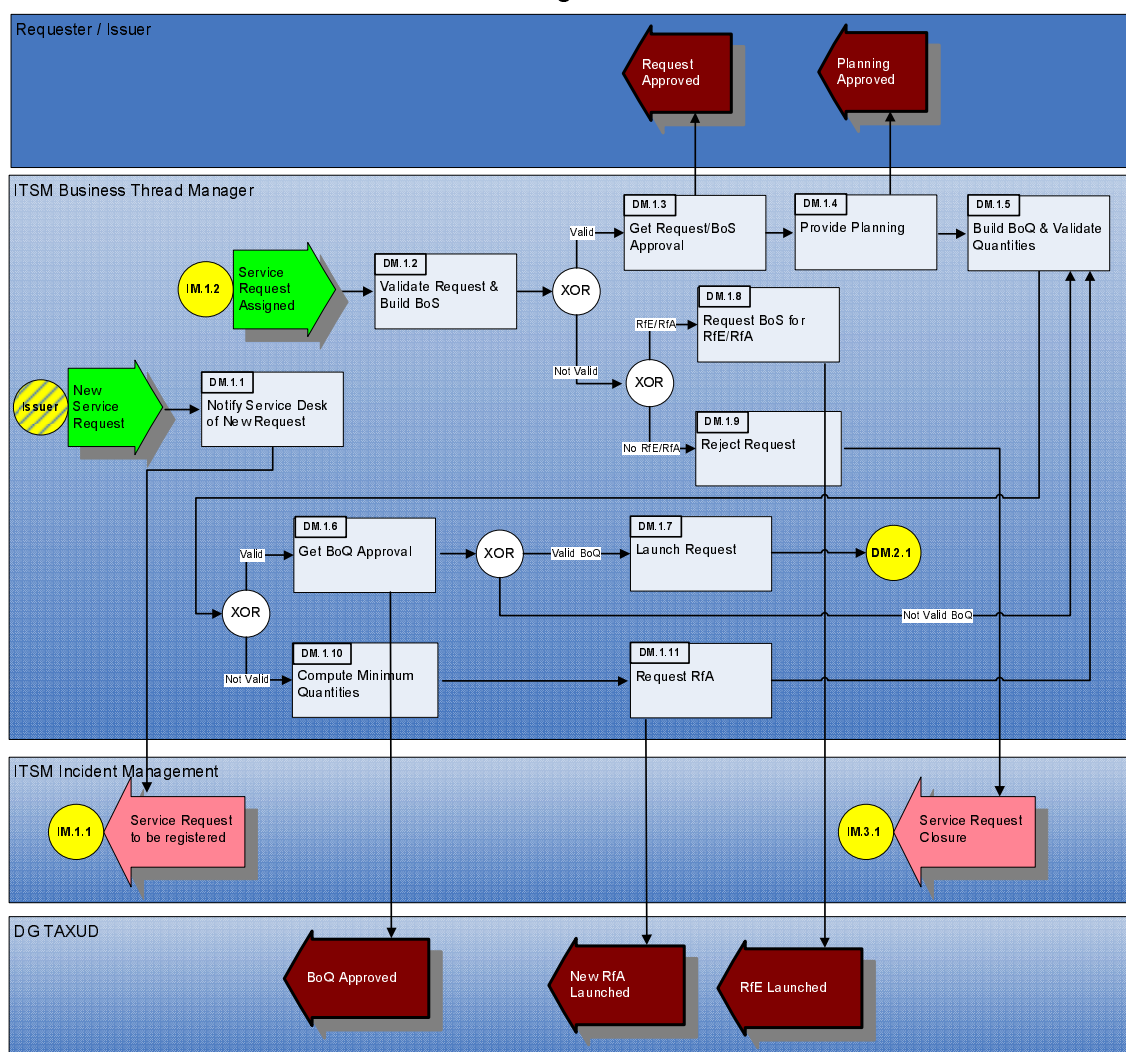 Requester / Issuer
Request
Approved
Planning
Approved
ITSM Business Thread Manager
DM.1.3
Get Request/BoS
Approval
DM.1.4
Provide Planning
DM.1.5
Build BoQ & Validate
Quantities
Valid
IM.1.2
Service
Request
Assigned
DM.1.2
Validate Request &
Build BoS
XOR
DM.1.8
Request BoS for
RfE/RfA
RfE/RfA
Not Valid
XOR
Issuer
New
Service
Request
DM.1.1
Notify Service Desk
of New Request
No RfE/RfA
DM.1.9
Reject Request
DM.1.6
Get BoQ Approval
Valid
XOR
Valid BoQ
DM.1.7
Launch Request
DM.2.1
XOR
Not Valid BoQ
Not Valid
DM.1.10
Compute Minimum
Quantities
DM.1.11
Request RfA
ITSM Incident Management
IM.1.1
Service Request
to be registered
IM.3.1
Service Request
Closure
DG TAXUD
BoQ Approved
New RfA
Launched
RfE Launched